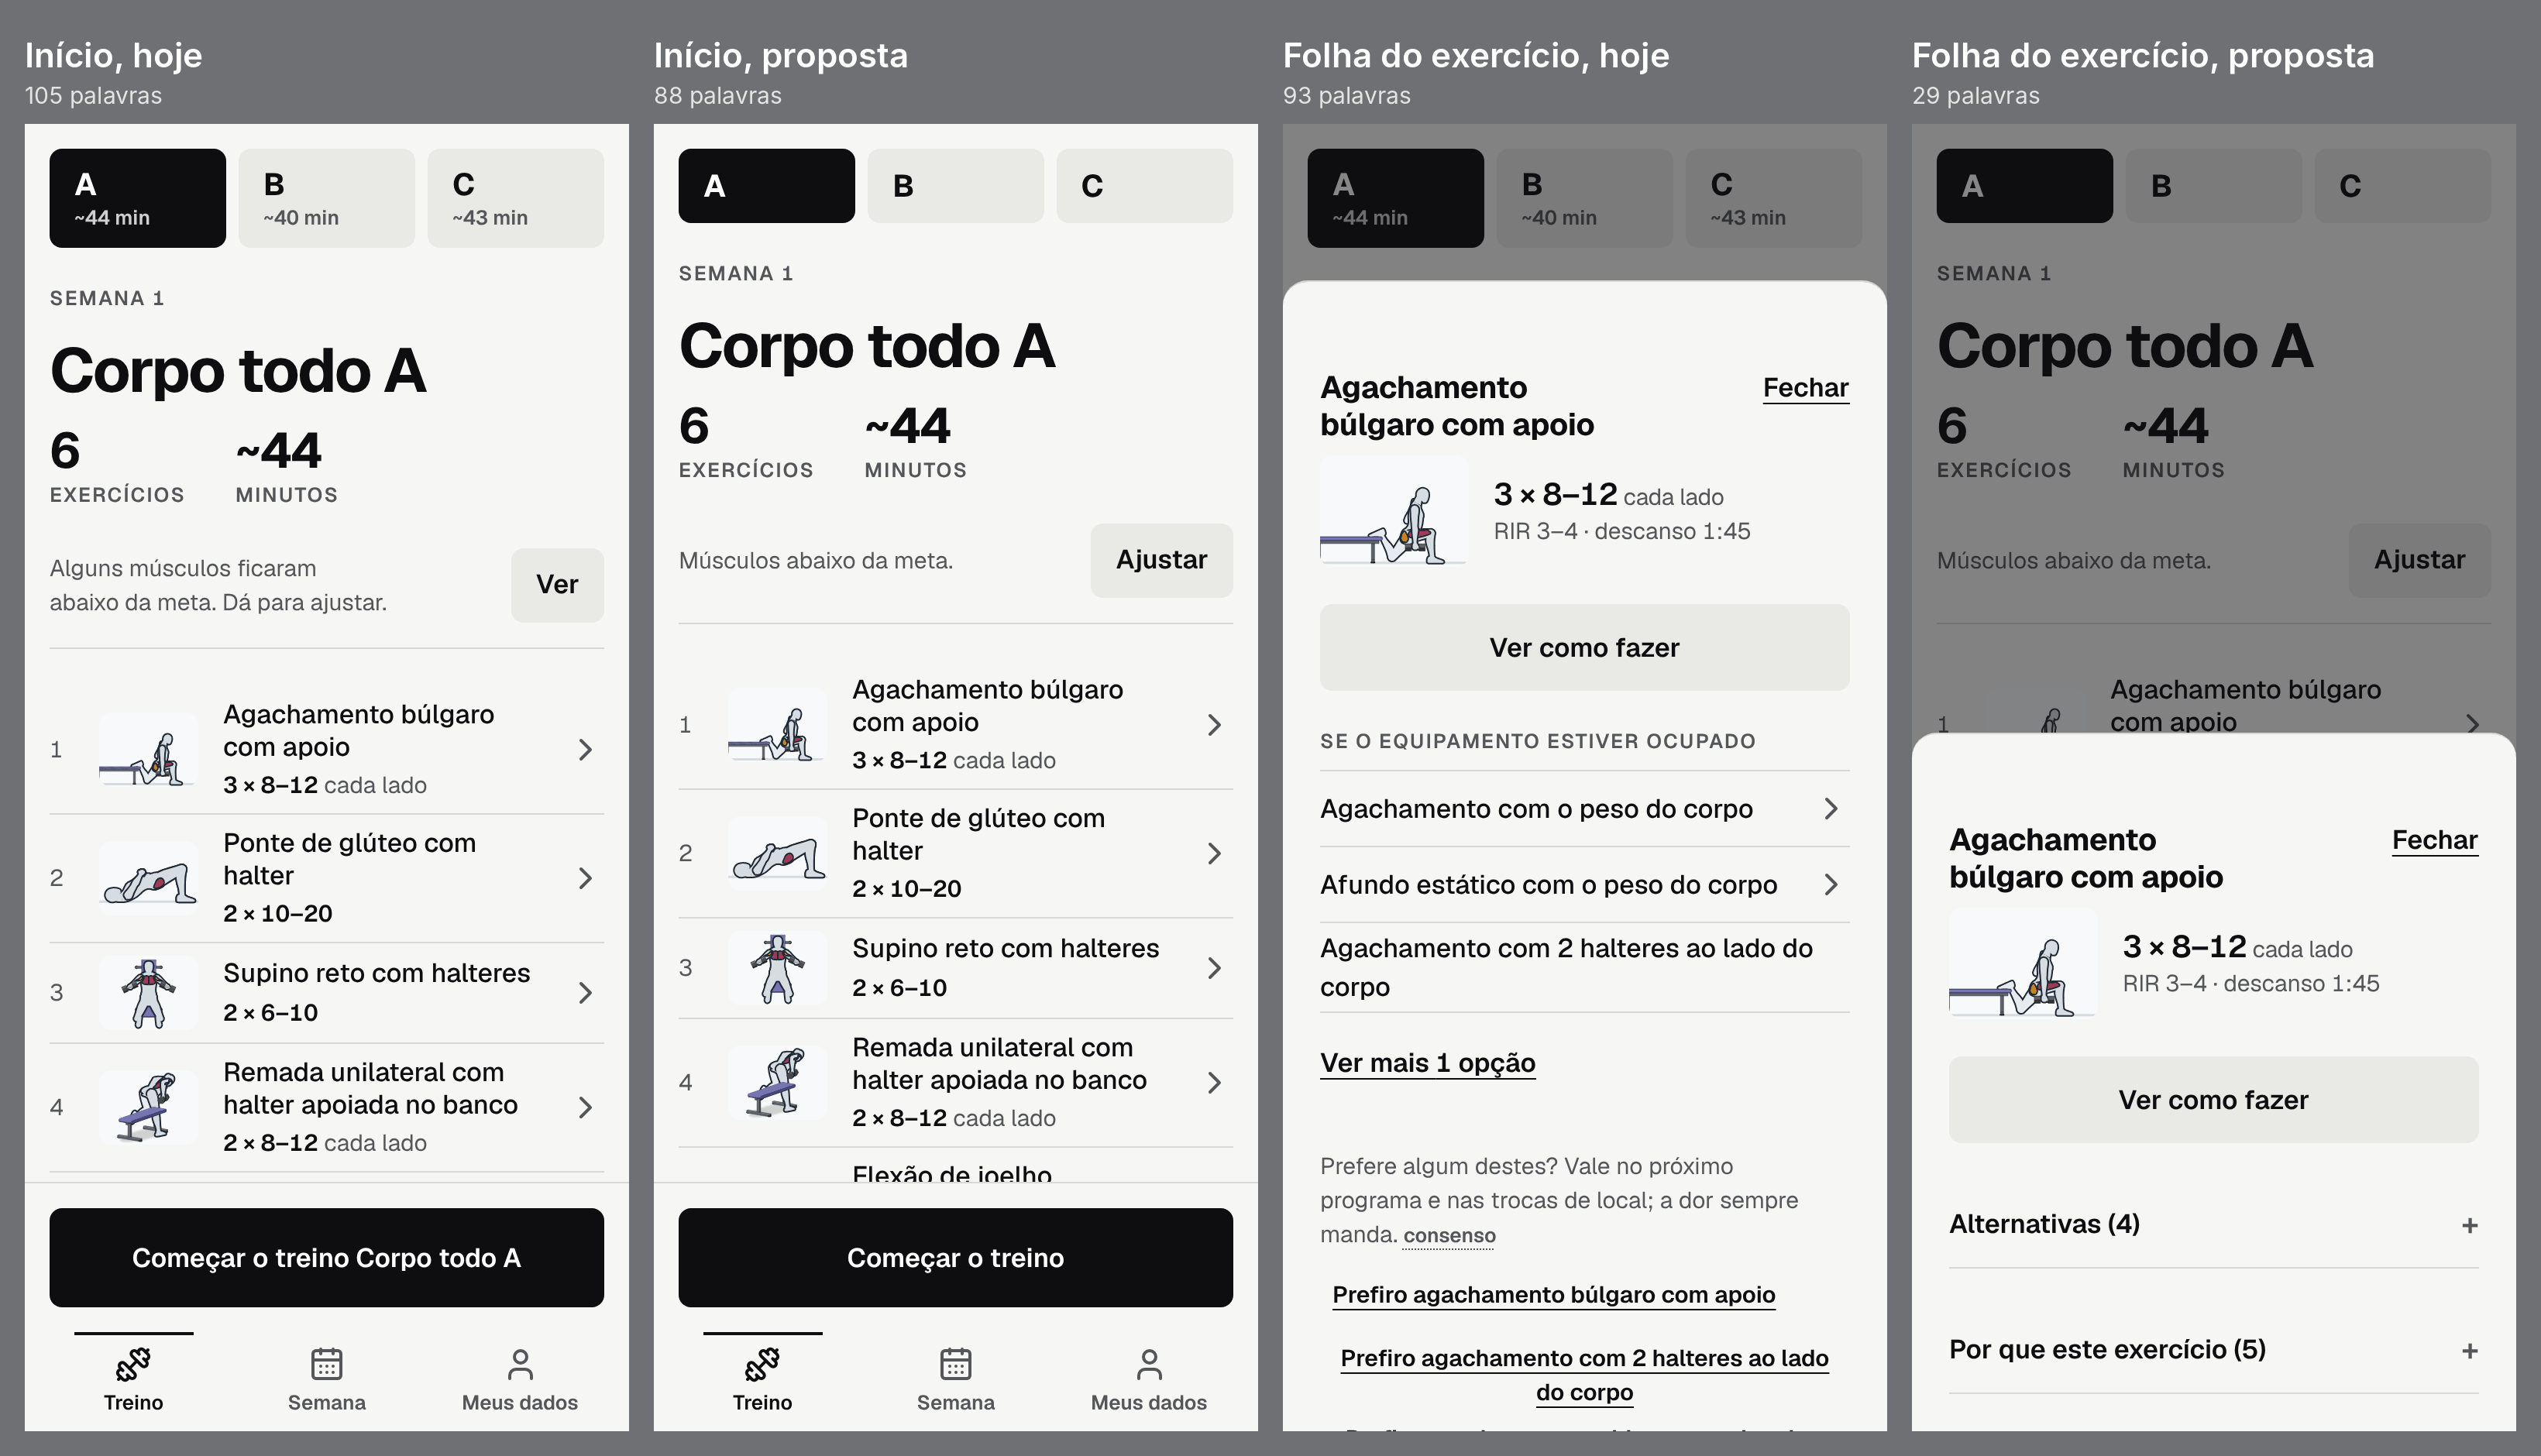 Início, hoje
105 palavras
A
~44 min
B
~40 min
C
~43 min
SEMANA 1
Corpo todo A
6
EXERCÍCIOS
~44
MINUTOS
Alguns músculos ficaram
abaixo da meta. Dá para ajustar.
Ver
1
Agachamento búlgaro
com apoio
3 × 8–12 cada lado
2
Ponte de glúteo com
halter
2 × 10–20
3
Supino reto com halteres
2 × 6–10
4
Remada unilateral com
halter apoiada no banco
2 × 8–12 cada lado
Começar o treino Corpo todo A
Treino
Semana
Meus dados
Início, proposta
88 palavras
A
B
C
SEMANA 1
Corpo todo A
6
EXERCÍCIOS
~44
MINUTOS
Músculos abaixo da meta.
Ajustar
1
Agachamento búlgaro
com apoio
3 × 8–12 cada lado
2
Ponte de glúteo com
halter
2 × 10–20
3
Supino reto com halteres
2 × 6–10
4
Remada unilateral com
halter apoiada no banco
2 × 8–12 cada lado
Flexão de joelho
Começar o treino
Treino
Semana
Meus dados
Folha do exercício, hoje
93 palavras
A
~44 min
B
~40 min
C
~43 min
Agachamento
búlgaro com apoio
Fechar
3 × 8–12 cada lado
RIR 3–4 · descanso 1:45
Ver como fazer
SE O EQUIPAMENTO ESTIVER OCUPADO
Agachamento com o peso do corpo
Afundo estático com o peso do corpo
Agachamento com 2 halteres ao lado do
corpo
Ver mais 1 opção
Prefere algum destes? Vale no próximo
programa e nas trocas de local; a dor sempre
manda. consenso
Prefiro agachamento búlgaro com apoio
Prefiro agachamento com 2 halteres ao lado
do corpo
Folha do exercício, proposta
29 palavras
A
B
C
SEMANA 1
Corpo todo A
6
EXERCÍCIOS
~44
MINUTOS
Músculos abaixo da meta.
Ajustar
1
Agachamento búlgaro
com apoio
Agachamento
búlgaro com apoio
Fechar
3 × 8–12 cada lado
RIR 3–4 · descanso 1:45
Ver como fazer
Alternativas (4)
+
Por que este exercício (5)
+